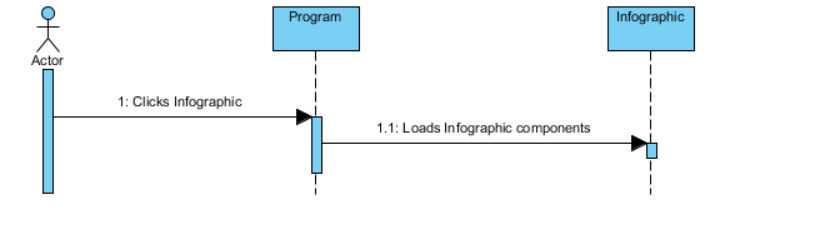 Program
Infographic
Actor
1: Clicks Infographic
1.1: Loads Infographic components